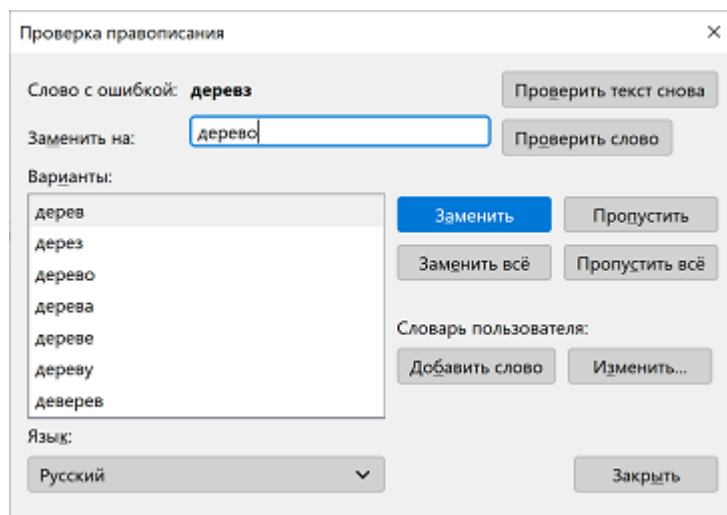 Проверка правописания
Слово с ошибкой: деревз
Проверить текст снова
Заменить на: дерево
Проверить слово
Варианты:
дерев
дерез
дерево
дерева
дереве
дереву
деверев
Заменить
Пропустить
Заменить всё
Пропустить всё
Словарь пользователя:
Добавить слово
Изменить...
Язык:
Русский
Закрыть